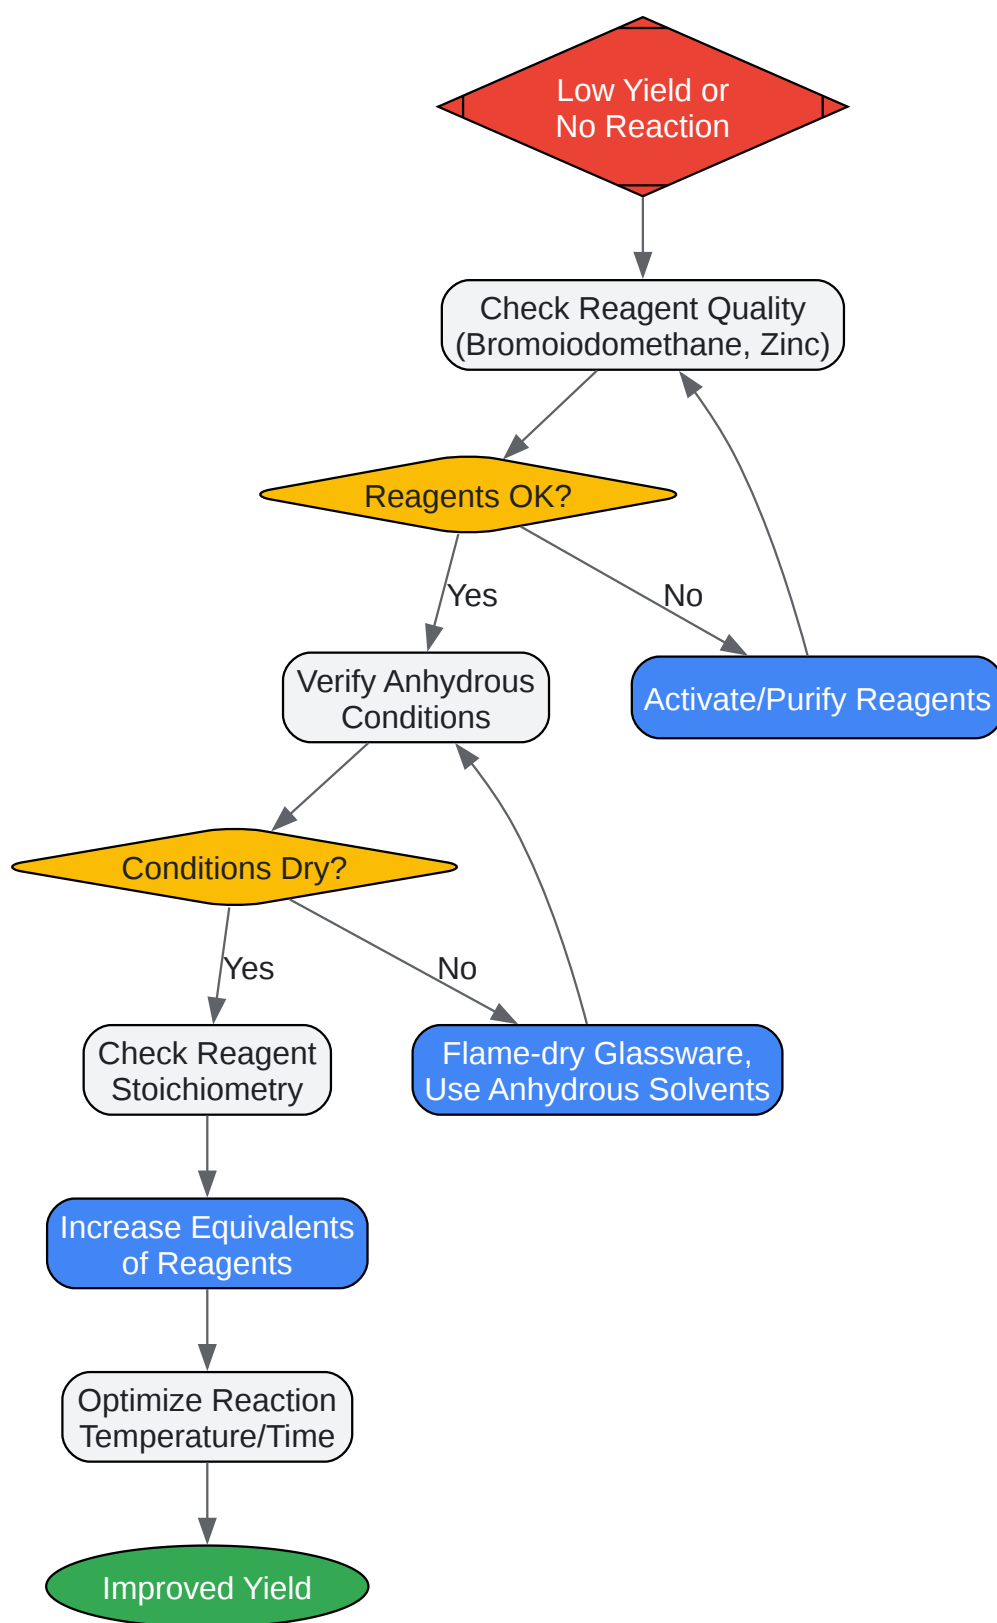 Low Yield or
No Reaction
Check Reagent Quality
(Bromoiodomethane, Zinc)
Reagents OK?
Yes
No
Verify Anhydrous
Conditions
Activate/Purify Reagents
Conditions Dry?
Yes
No
Check Reagent
Stoichiometry
Flame-dry Glassware,
Use Anhydrous Solvents
Increase Equivalents
of Reagents
Optimize Reaction
Temperature/Time
Improved Yield